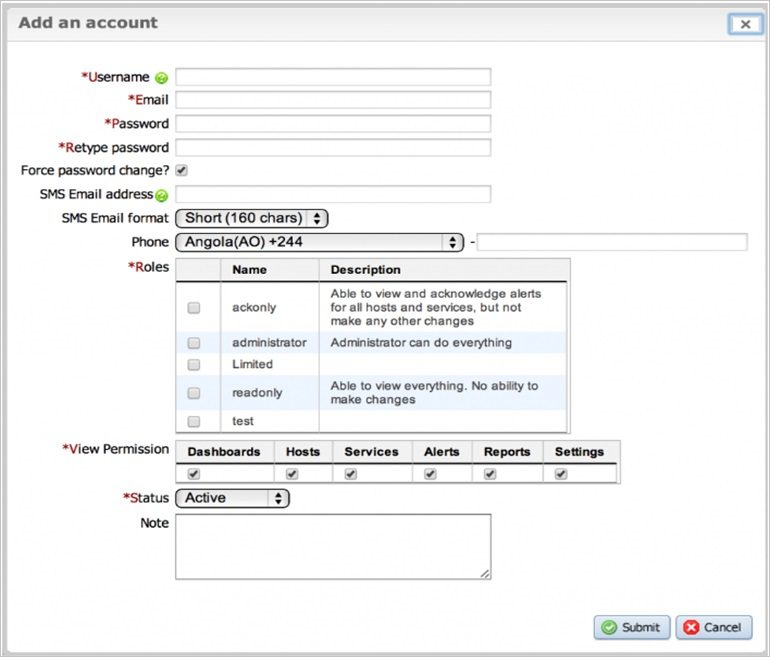 Add an account
*Username
*Email
*Password
*Retype password
Force password change?
SMS Email address
SMS Email format Short (160 chars)
Phone Angola(AO) +244 -
*Roles Name Description
ackonly Able to view and acknowledge alerts
for all hosts and services, but not
make any other changes
administrator Administrator can do everything
Limited
readonly Able to view everything. No ability to
make changes
test
*View Permission Dashboards Hosts Services Alerts Reports Settings
*Status Active
Note
Submit Cancel